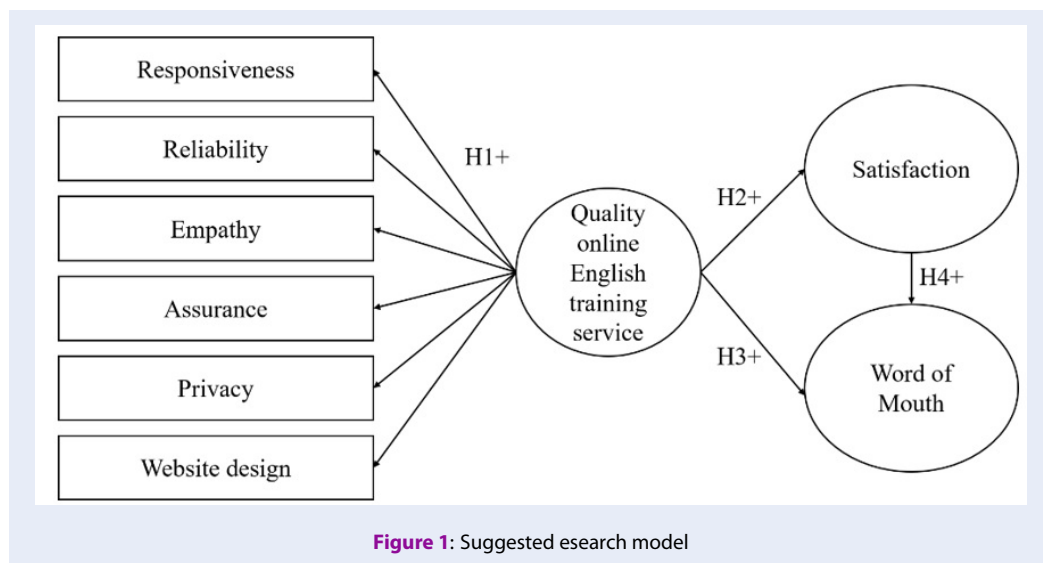 Responsiveness
Reliability
Empathy
Assurance
Privacy
Website design
H1+
Quality
online
English
training
service
H2+
H3+
Satisfaction
H4+
Word of
Mouth
Figure 1: Suggested esearch model